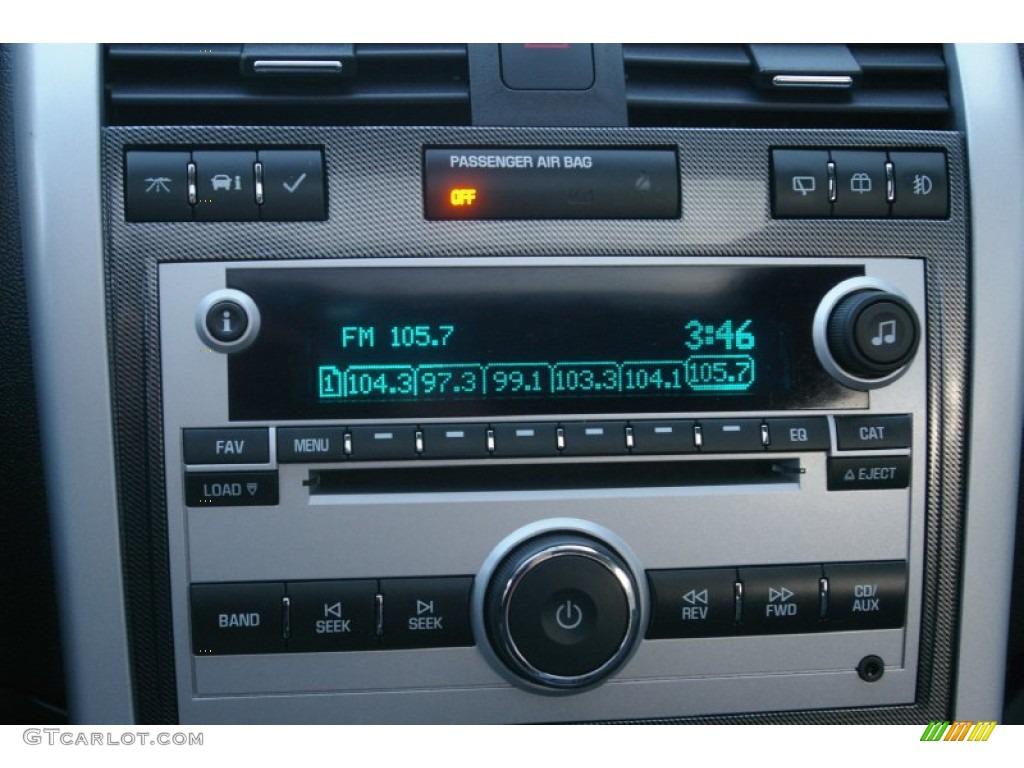 PASSENGER AIR BAG
OFF
i
i
FM 105.7
3:46
1 104.3 97.3 99.1 103.3 104.1 105.7
FAV
MENU
EQ
CAT
LOAD
EJECT
BAND
SEEK
SEEK
REV
FWD
CD/
AUX
GTCARLOT.COM